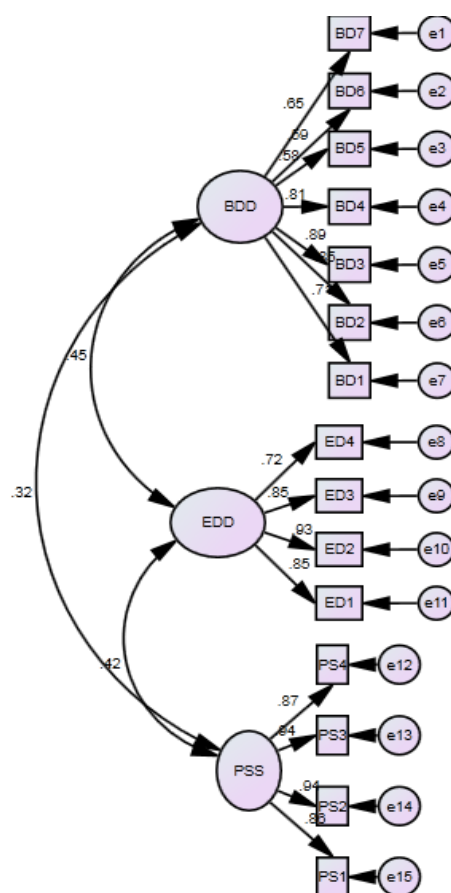 BD7 e1
.65
BD6 e2
.59
BD5 e3
.58
BDD .81 BD4 e4
.89
BD3 e5
BD2 e6
BD1 e7
.45
ED4 e8
.72
.85 ED3 e9
.32
EDD .93 ED2 e10
.85
ED1 e11
.42
PS4 e12
.87
.94 PS3 e13
PSS
.94 PS2 e14
PS1 e15